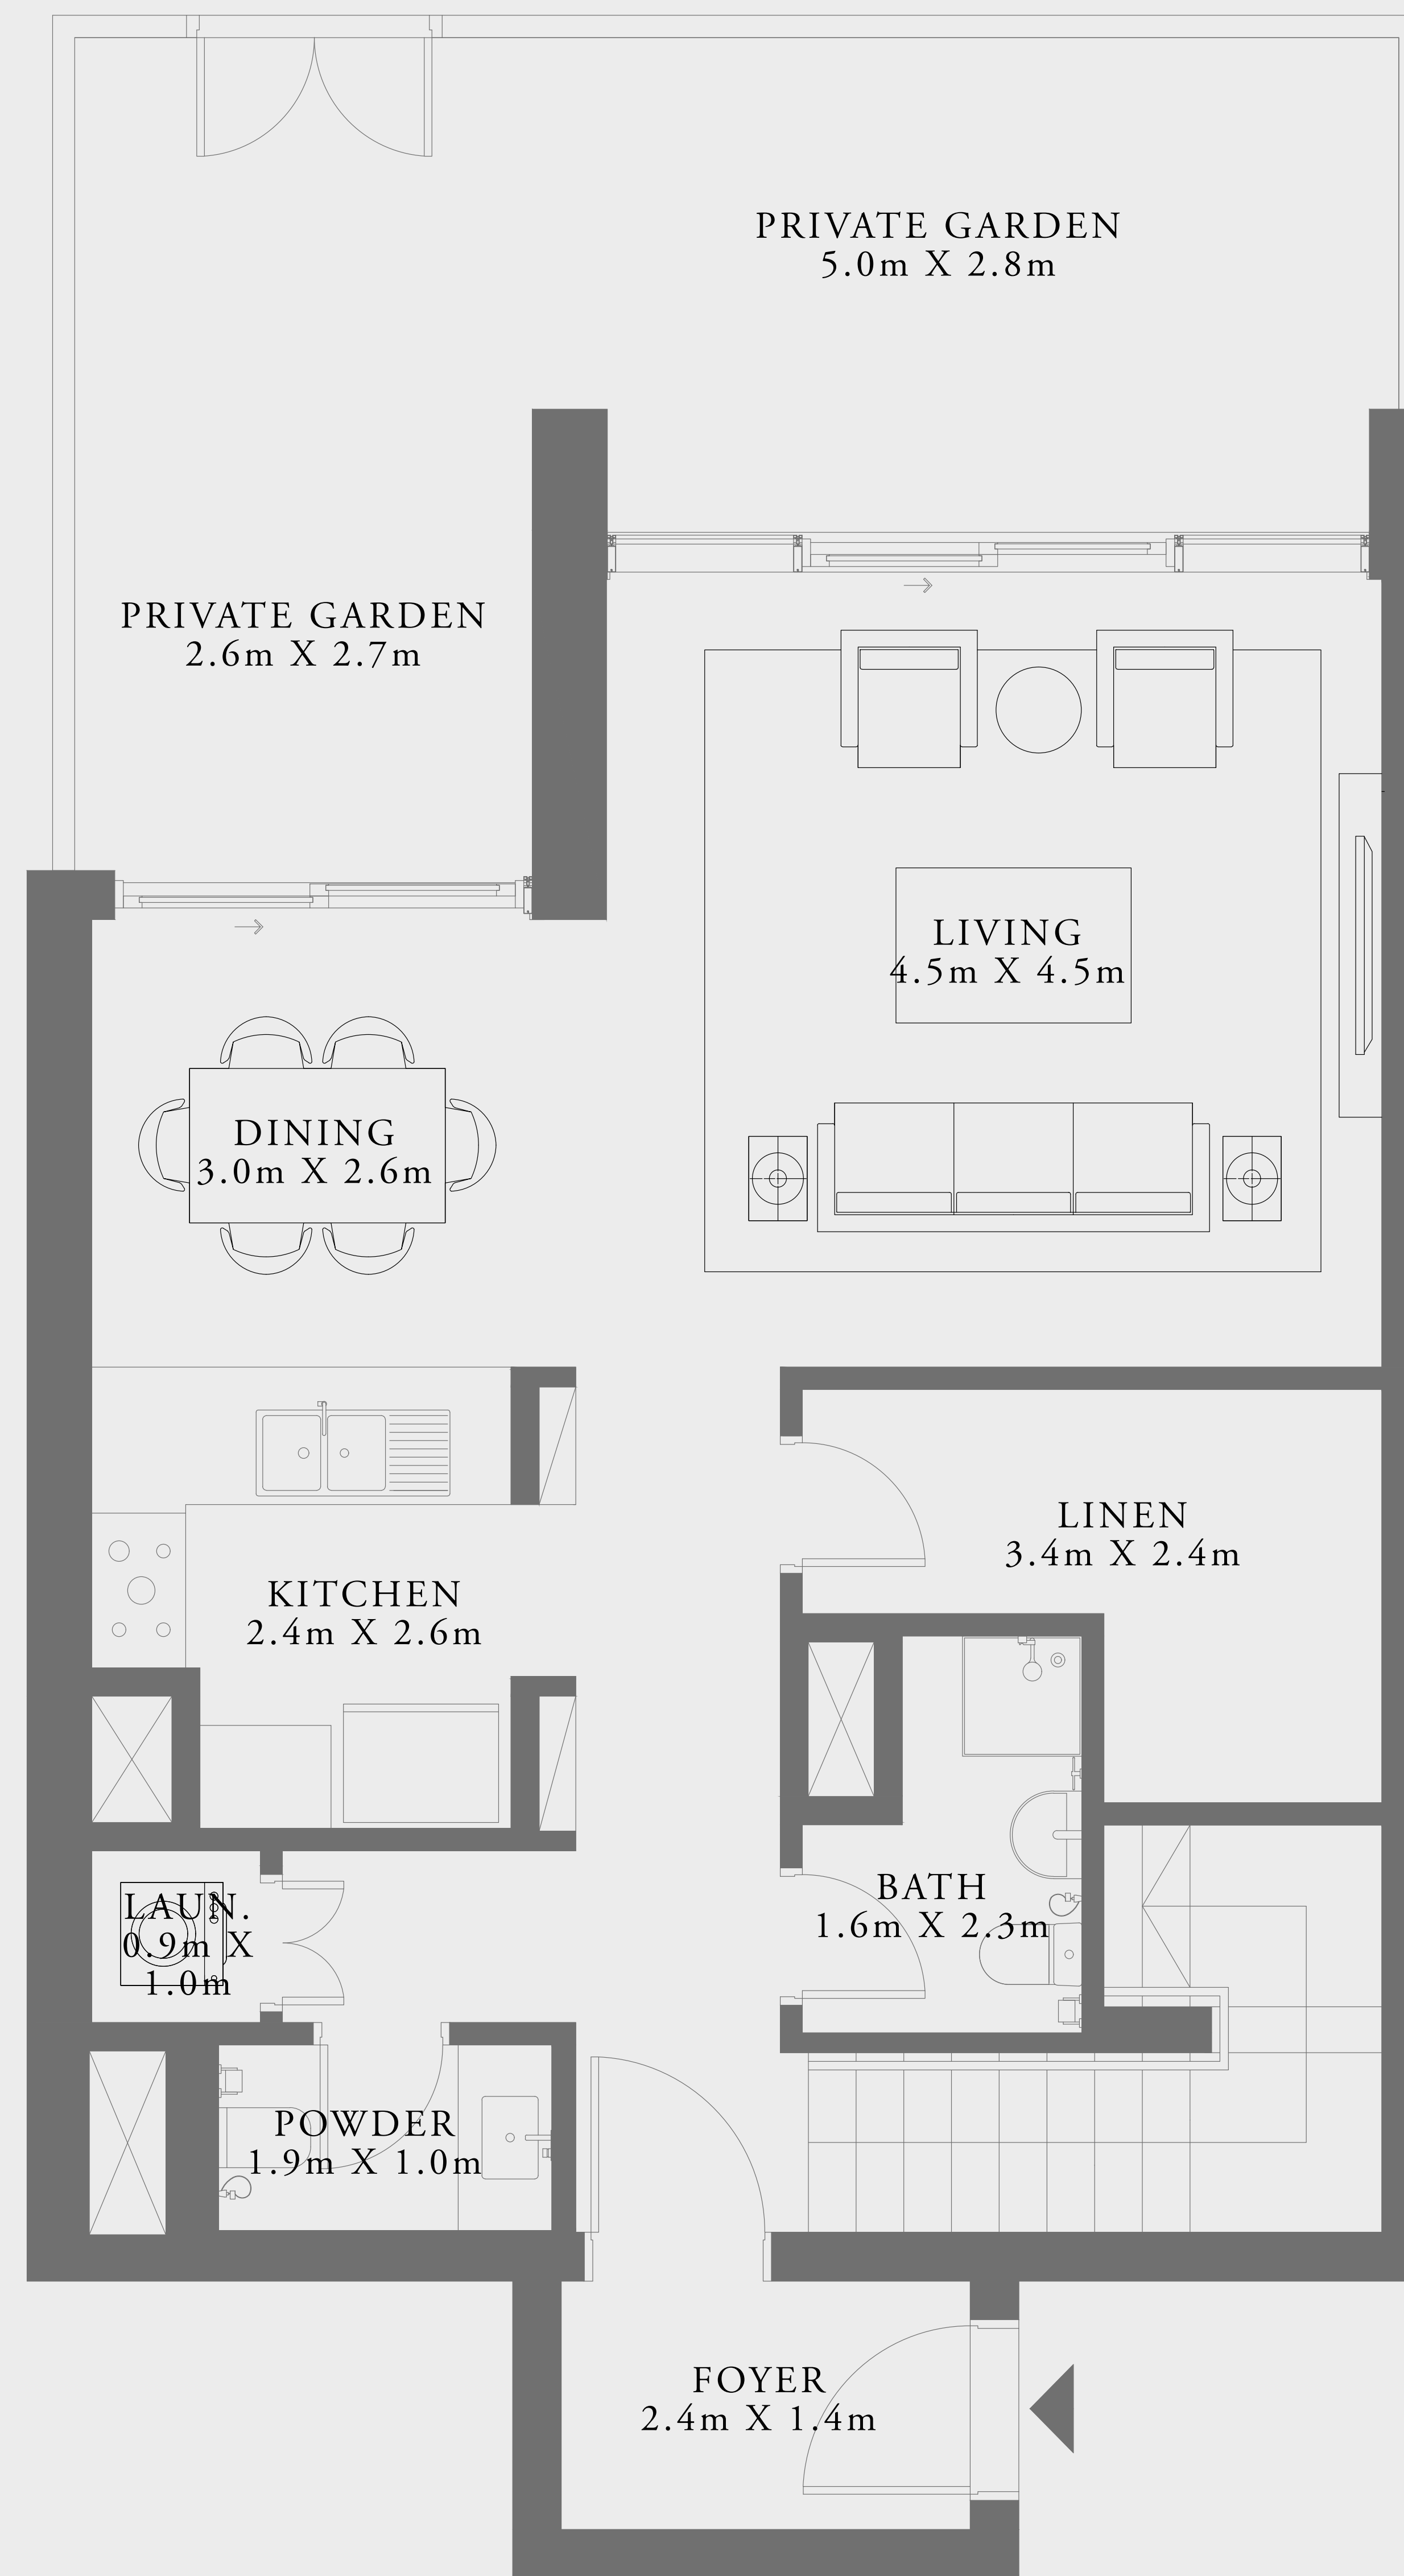 PRIVATE GARDEN
5.0m X 2.8m
PRIVATE GARDEN
2.6m X 2.7m
LIVING
4.5m X 4.5m
DINING
3.0m X 2.6m
LINEN
3.4m X 2.4m
KITCHEN
2.4m X 2.6m
BATH
1.6m X 2.3m
LAUN.
0.9m X
1.0m
POWDER
1.9m X 1.0m
FOYER
2.4m X 1.4m